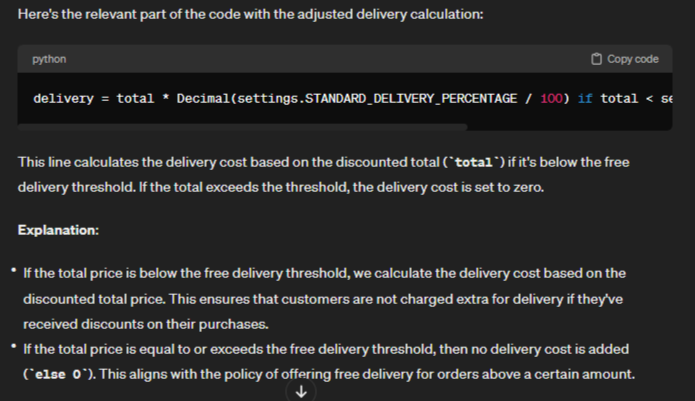 Here's the relevant part of the code with the adjusted delivery calculation:
python
Copy code
delivery = total * Decimal(settings.STANDARD_DELIVERY_PERCENTAGE / 100) if total < se
This line calculates the delivery cost based on the discounted total (`total`) if it's below the free
delivery threshold. If the total exceeds the threshold, the delivery cost is set to zero.
Explanation:
• If the total price is below the free delivery threshold, we calculate the delivery cost based on the
discounted total price. This ensures that customers are not charged extra for delivery if they've
received discounts on their purchases.
• If the total price is equal to or exceeds the free delivery threshold, then no delivery cost is added
(`else 0`). This aligns with the policy of offering free delivery for orders above a certain amount.